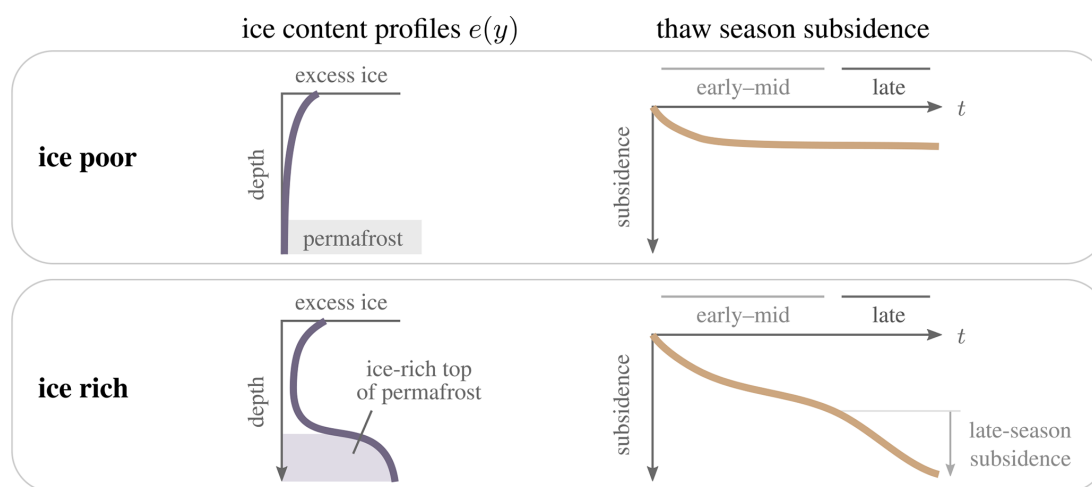 ice content profiles e(y)
thaw season subsidence
ice poor
excess ice
depth
permafrost
early–mid
late
t
subsidence
ice rich
excess ice
depth
ice-rich top
of permafrost
early–mid
late
t
subsidence
late-season
subsidence